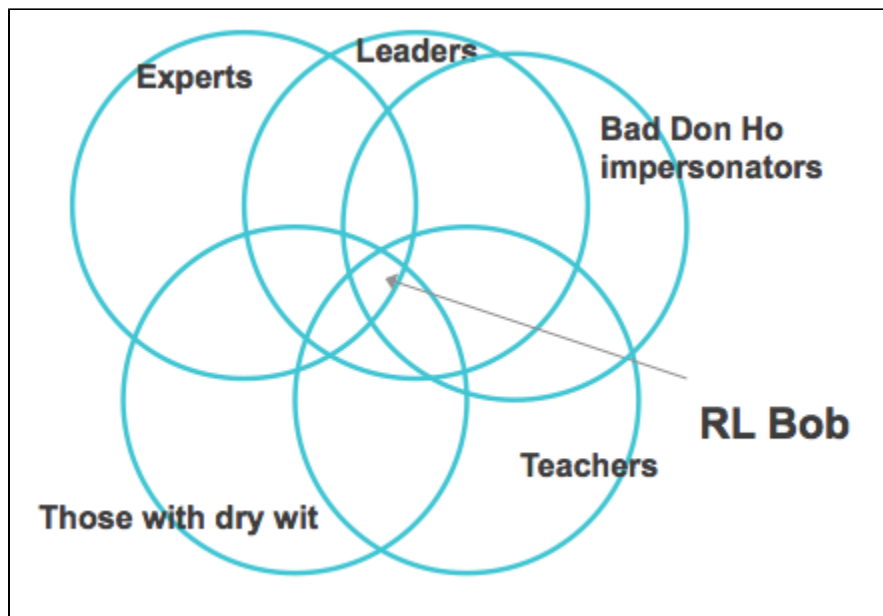 Leaders
Experts
Bad Don Ho
impersonators
RL Bob
Teachers
Those with dry wit